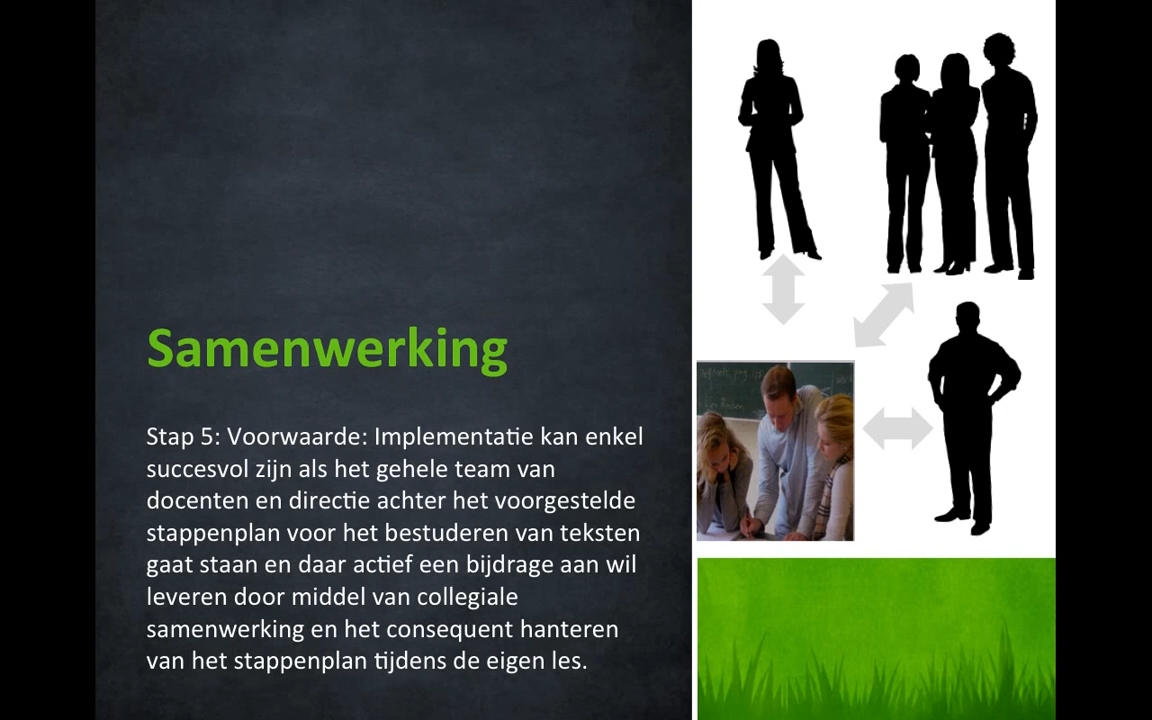 Samenwerking
Stap 5: Voorwaarde: Implementatie kan enkel
succesvol zijn als het gehele team van
docenten en directie achter het voorgestelde
stappenplan voor het bestuderen van teksten
gaat staan en daar actief een bijdrage aan wil
leveren door middel van collegiale
samenwerking en het consequent hanteren
van het stappenplan tijdens de eigen les.